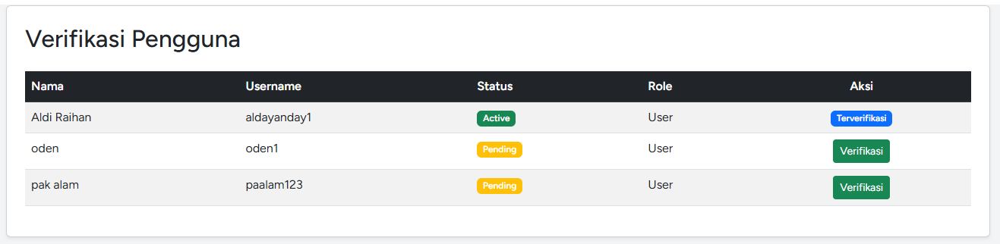 Verifikasi Pengguna
Nama Username Status Role Aksi
Aldi Raihan aldayanday1 Active User Terverifikasi
oden oden1 Pending User Verifikasi
pak alam paalam123 Pending User Verifikasi